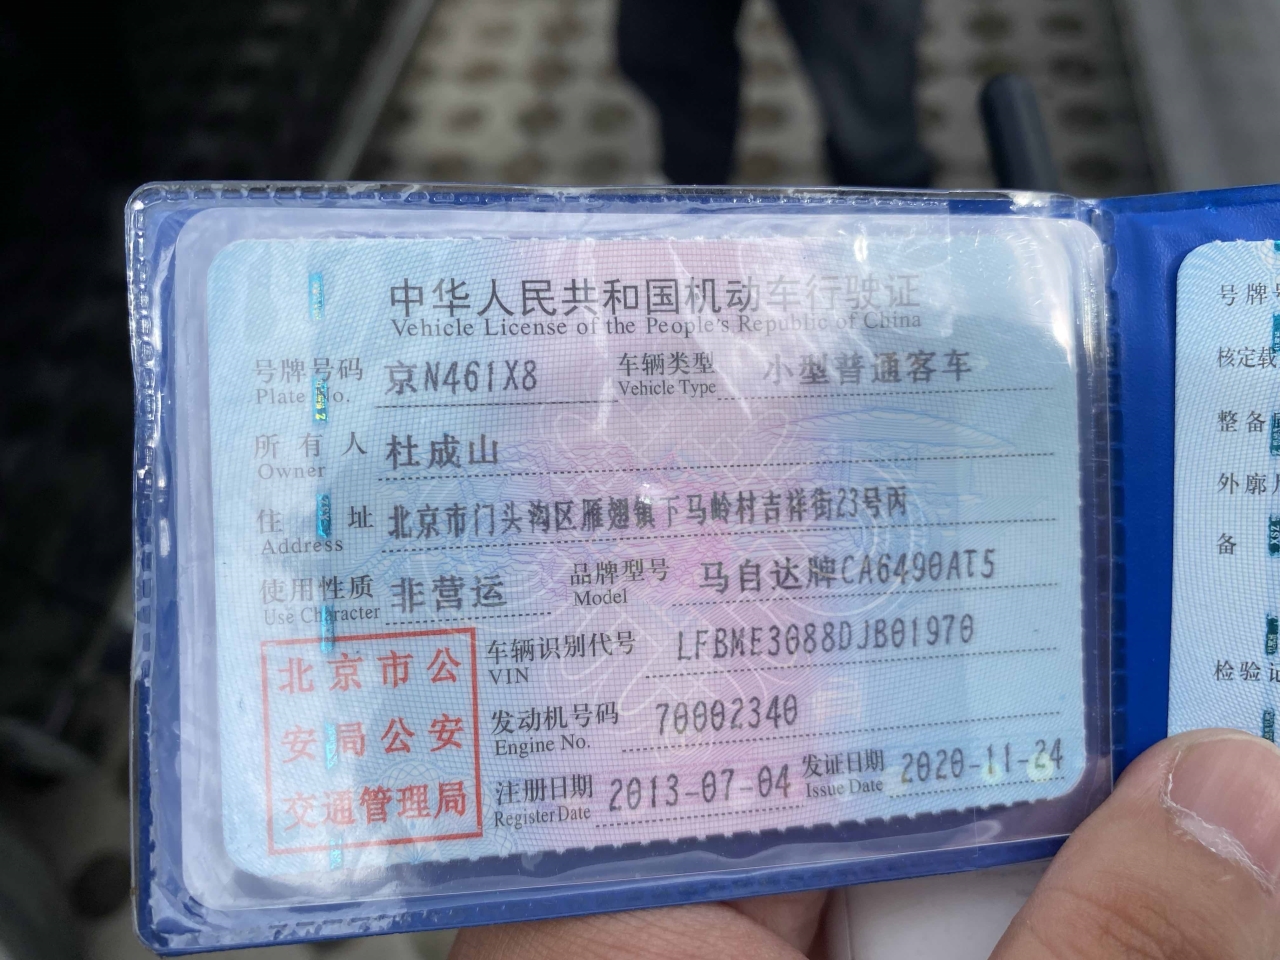 中华人民共和国机动车行驶证
Vehicle License of the People's Republic of China
号牌号码 京N461X8 车辆类型 小型普通客车
Plate No. Vehicle Type
所有人 杜成山
Owner
住址 北京市门头沟区雁翅镇下马岭村吉祥街23号丙
Address
使用性质 非营运 品牌型号 马自达牌CA6490AT5
Use Character Model
车辆识别代号 LFBME3088DJB01970
VIN
发动机号码 70002340
Engine No.
注册日期 2013-07-04 发证日期 2020-11-24
Register Date Issue Date
北京市公
安局公安
交通管理局
号牌号
核定载
整备
外廓
备
检验记